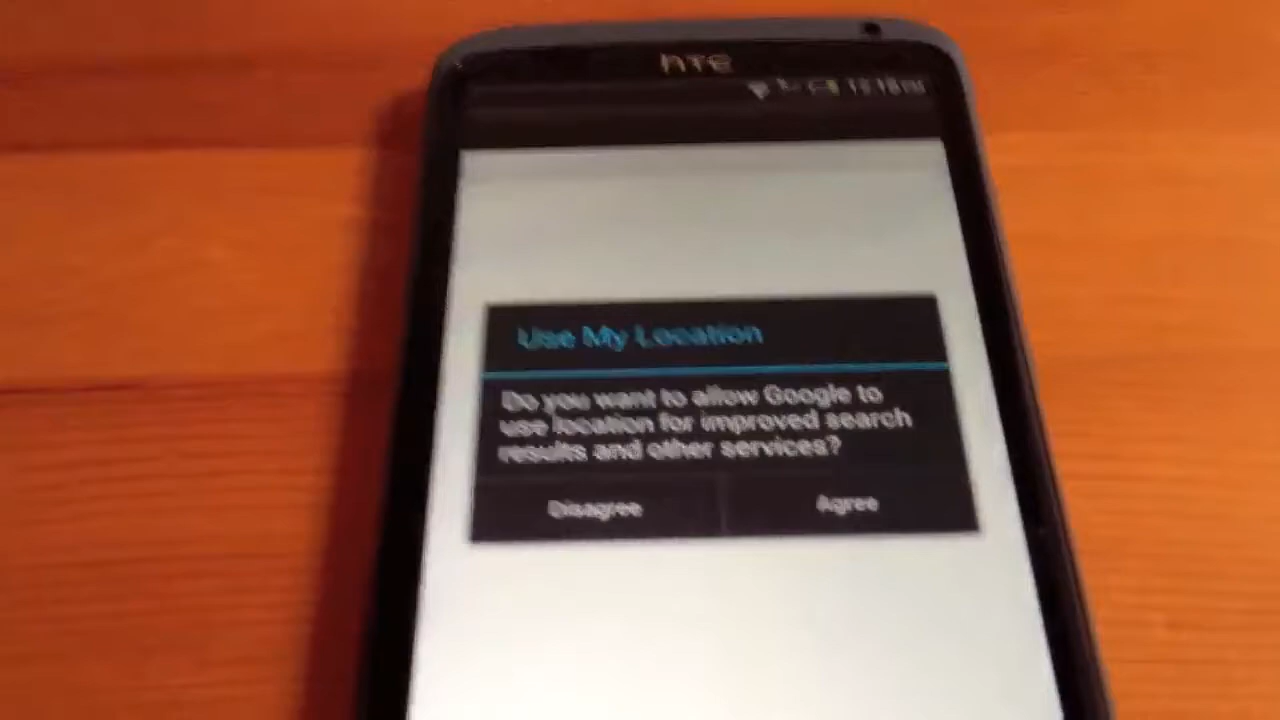 hTC
Use My Location
Do you want to allow Google to
use location for improved search
results and other services?
Disagree
Agree